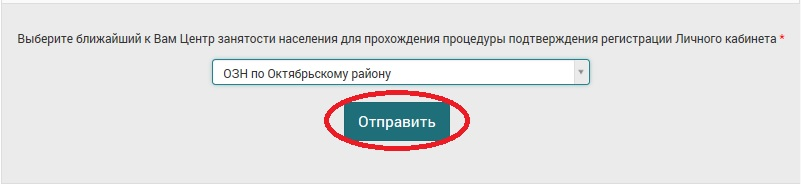 Выберите ближайший к Вам Центр занятости населения для прохождения процедуры подтверждения регистрации Личного кабинета *
ОЗН по Октябрьскому району
Отправить